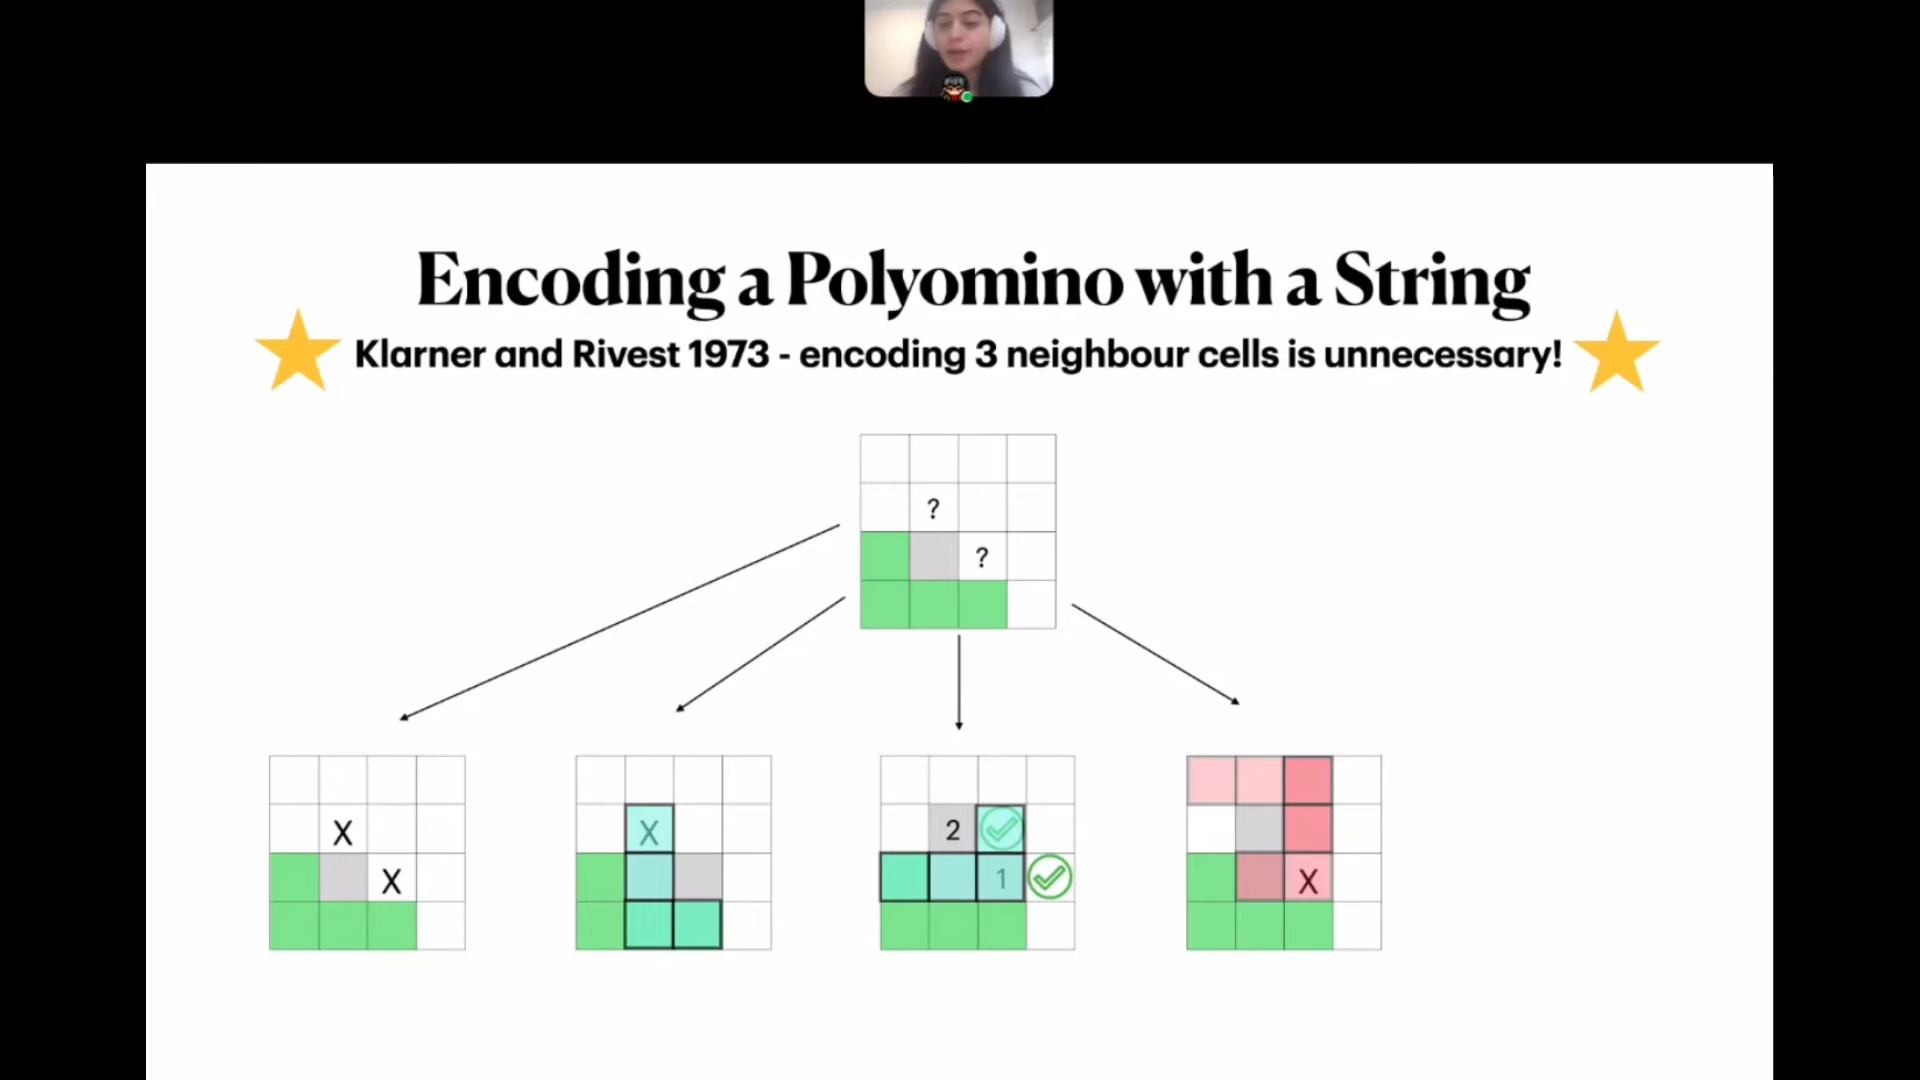 Encoding a Polyomino with a String
Klarner and Rivest 1973 - encoding 3 neighbour cells is unnecessary!
?
?
X
X
X
2
1
X